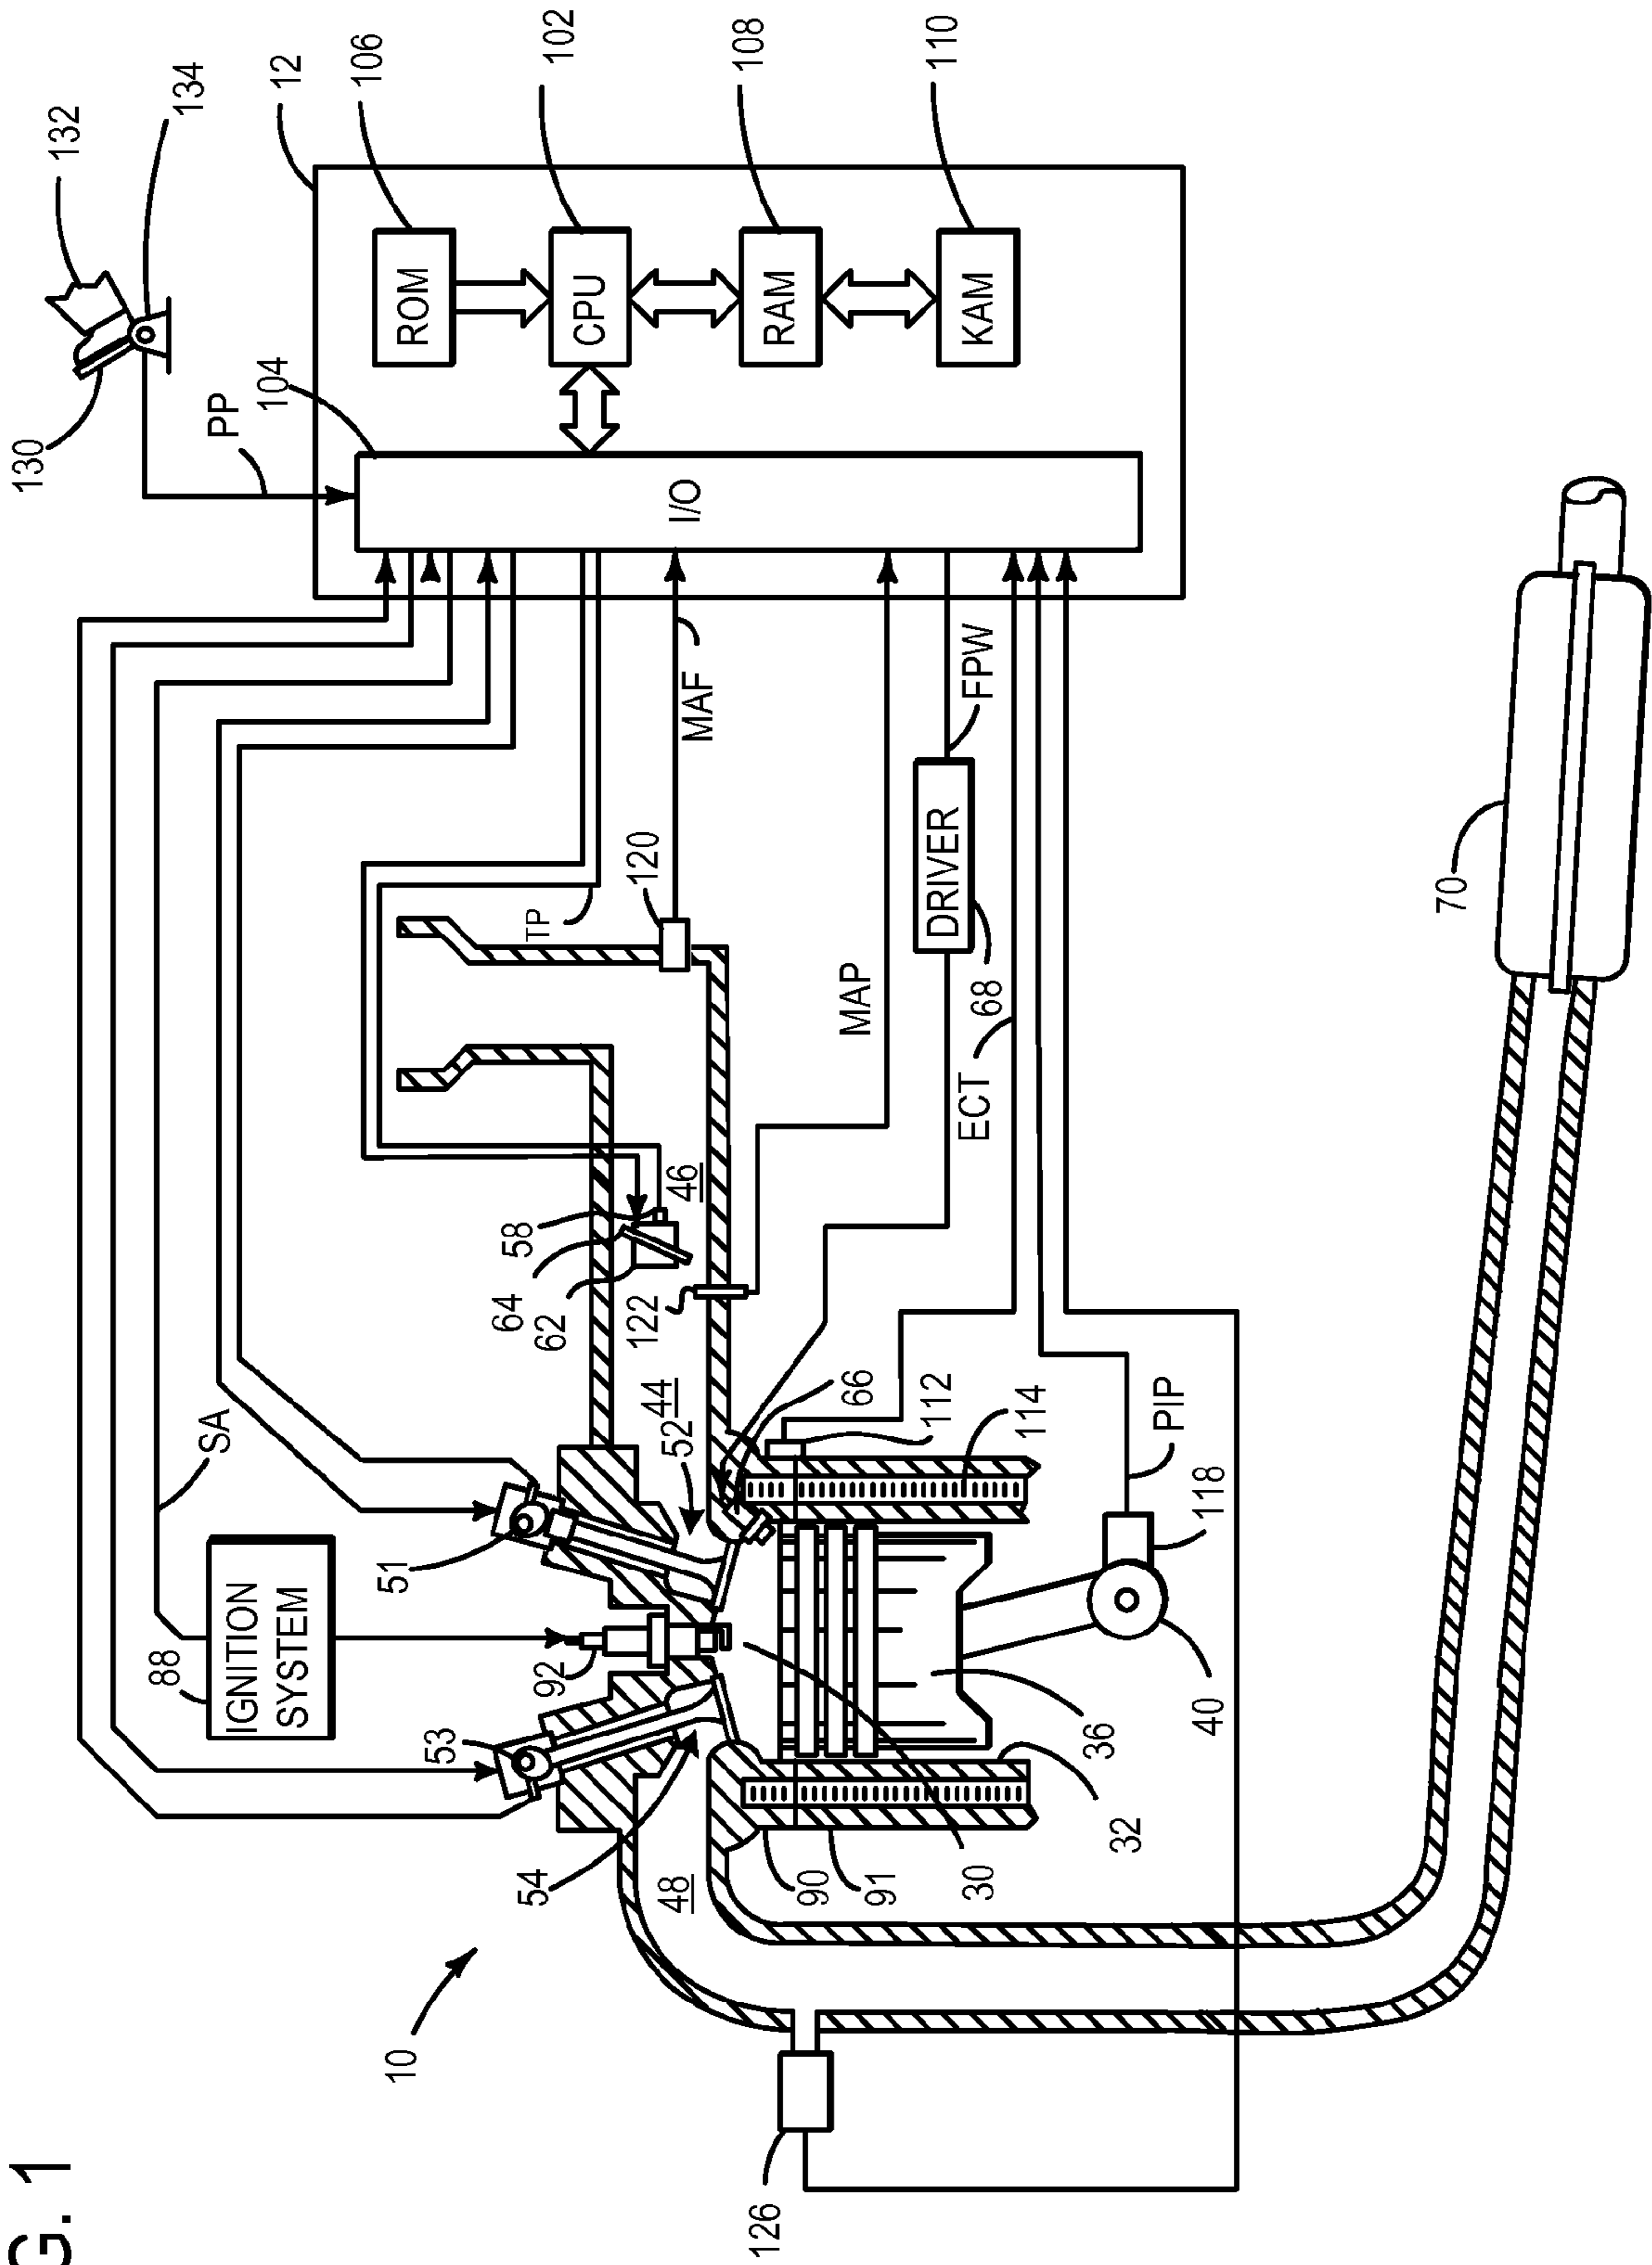 G. 1
10
126
IGNITION
SYSTEM
88
SA
53
51
92
54
48
52
44
64
62
58
122
46
TP
120
MAF
MAP
90
91
30
32
36
40
66
112
114
118
PIP
ECT
68
DRIVER
FPW
70
12
PP
130
132
134
104
I/O
106
ROM
102
CPU
108
RAM
110
KAM